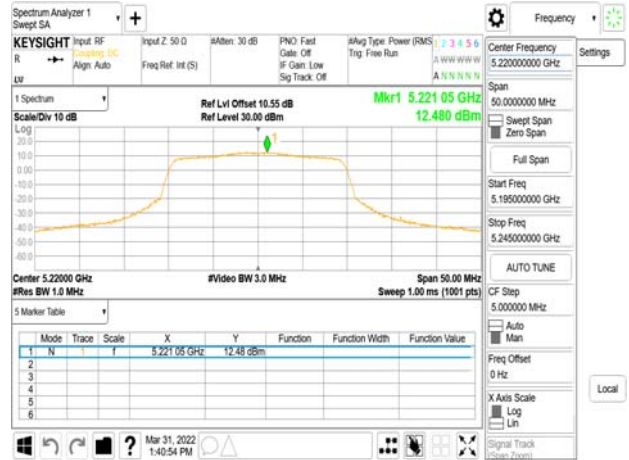 Spectrum Analyzer 1
Swept SA
Frequency
Settings
KEYSIGHT
R
Input: RF
Coupling: DC
Align: Auto
Input Z: 50 Ω
Freq Ref: Int (S)
#Atten: 30 dB
PNO: Fast
Gate: Off
IF Gain: Low
Sig Track: Off
#Avg Type: Power (RMS
Trig: Free Run
1 2 3 4 5 6
A W W W W W
A N N N N N
1 Spectrum
Scale/Div 10 dB
Ref Lvl Offset 10.55 dB
Ref Level 30.00 dBm
Mkr1 5.221 05 GHz
12.480 dBm
Log
20.0
10.0
0.00
-10.0
-20.0
-30.0
-40.0
-50.0
-60.0
1
Center 5.22000 GHz
#Video BW 3.0 MHz
Span 50.00 MHz
#Res BW 1.0 MHz
Sweep 1.00 ms (1001 pts)
5 Marker Table
Mode Trace Scale X Y Function Function Width Function Value
1 N 1 f 5.221 05 GHz 12.48 dBm
2
3
4
5
6
Mar 31, 2022
1:40:54 PM
Center Frequency
5.220000000 GHz
Span
50.0000000 MHz
Swept Span
Zero Span
Full Span
Start Freq
5.195000000 GHz
Stop Freq
5.245000000 GHz
AUTO TUNE
CF Step
5.000000 MHz
Auto
Man
Freq Offset
0 Hz
X Axis Scale
Log
Lin
Signal Track
(Span Zoom)
Local